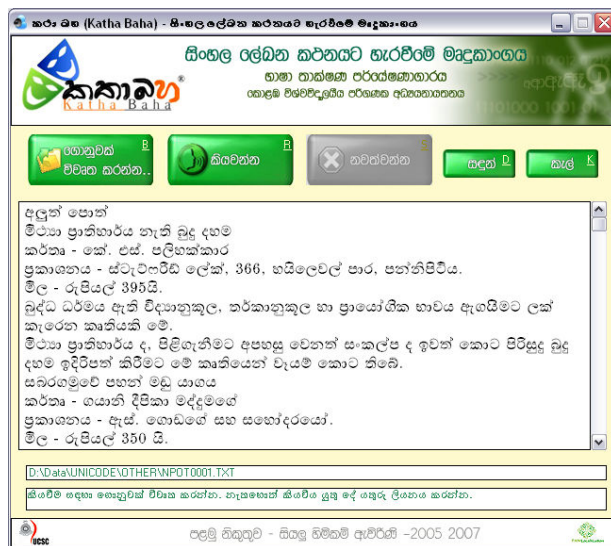 කථා බහ (Katha Baha) - සිංහල ලේඛන කථනයට හැරවීමේ මෘදුකාංගය
කතාබහ
Katha Baha
සිංහල ලේඛන කථනයට හැරවීමේ මෘදුකාංගය
භාෂා තාක්ෂණ පර්යේෂණාගාරය
කොළඹ විශ්වවිද්‍යලයීය පරිගණක අධ්‍යයනායතනය
ගොනුවක් විවෘත කරන්න.. B
කියවන්න R
නවත්වන්න S
සඳුන් D
කැල් K
අලුත් පොත්
මිථ්‍යා ප්‍රාතිහාර්ය නැති බුදු දහම
කර්තෘ - කේ. එස්. පලිහක්කාර
ප්‍රකාශනය - ස්ටැට්ෆර්ඩ් ලේක්, 366, හයිලෙවල් පාර, පන්නිපිටිය.
මිල - රුපියල් 395යි.
බුද්ධ ධර්මය ඇති විද්‍යානුකූල, තර්කානුකූල හා ප්‍රායෝගික භාවය ඇගයීමට ලක්
කැරෙන කෘතියකි මේ.
මිථ්‍යා ප්‍රාතිහාර්ය ද, පිළිගැනීමට අපහසු වෙනත් සංකල්ප ද ඉවත් කොට පිරිසුදු බුදු
දහම ඉදිරිපත් කිරීමට මේ කෘතියෙන් වෑයම් කොට තිබේ.
සබරගමුවේ පහන් මඩු යාගය
කර්තෘ - ගයානි දීපිකා මද්දුමගේ
ප්‍රකාශනය - ඇස්. ගොඩගේ සහ සහෝදරයෝ.
මිල - රුපියල් 350 යි.
D:\Data\UNICODE\OTHER\NPOT0001.TXT
කියවීම සඳහා ගොනුවක් විවෘත කරන්න. නැතහොත් කියවිය යුතු දේ යතුරු ලියනය කරන්න.
UCSC
පළමු නිකුතුව - සියලු හිමිකම් ඇවිරිණි -2005 2007